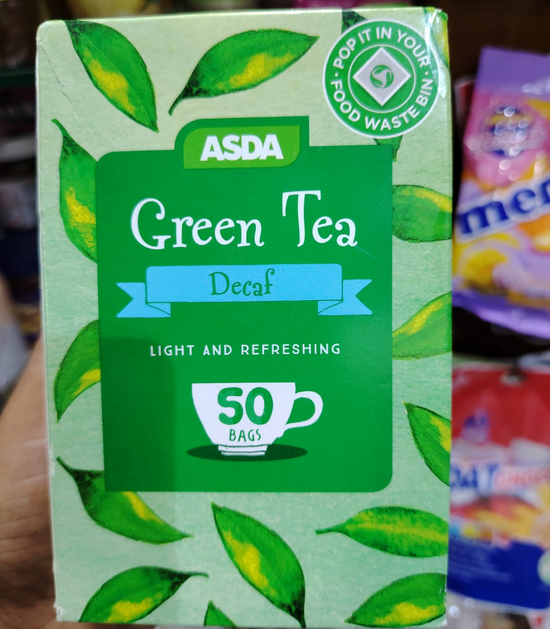 POP IT IN YOUR
FOOD WASTE BIN
ASDA
Green Tea
Decaf
LIGHT AND REFRESHING
50
BAGS